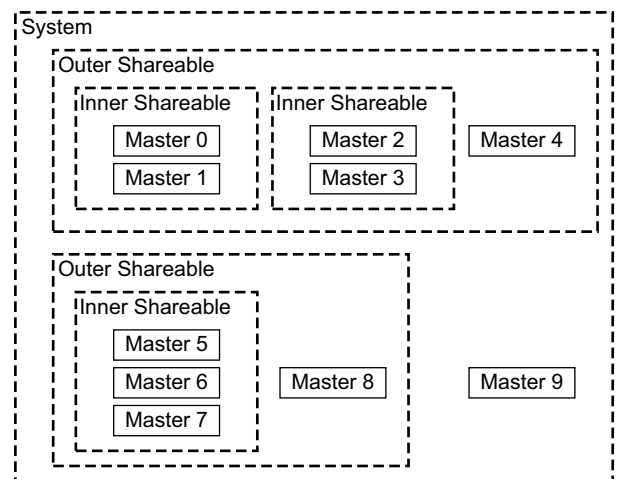 System
Outer Shareable
Inner Shareable
Inner Shareable
Master 0
Master 2
Master 4
Master 1
Master 3
Outer Shareable
Inner Shareable
Master 5
Master 6
Master 8
Master 9
Master 7